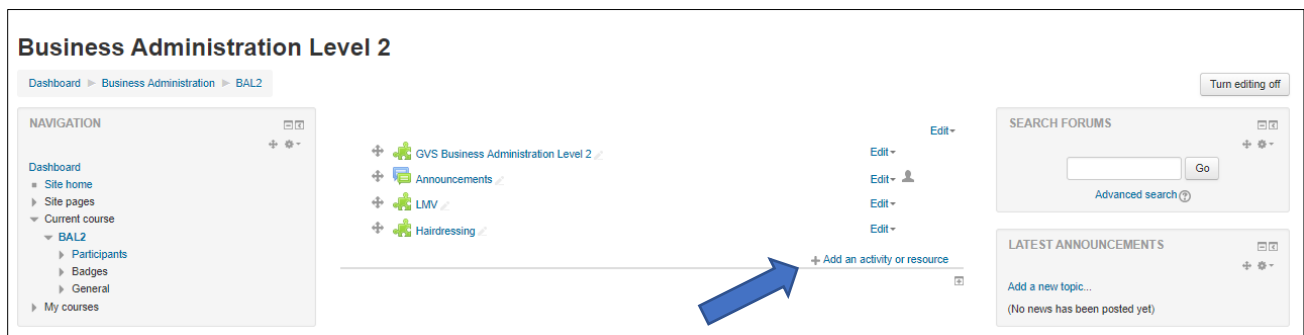 Business Administration Level 2
Dashboard Business Administration BAL2
Turn editing off
NAVIGATION
Dashboard
Site home
Site pages
Current course
BAL2
Participants
Badges
General
My courses
Edit
GVS Business Administration Level 2 Edit
Announcements Edit
LMV Edit
Hairdressing Edit
Add an activity or resource
SEARCH FORUMS
Go
Advanced search
LATEST ANNOUNCEMENTS
Add a new topic...
(No news has been posted yet)